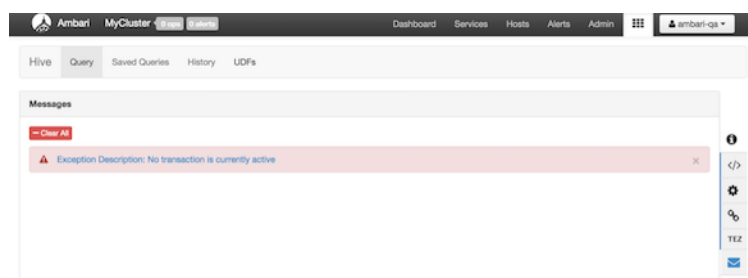 Ambari MyCluster 0 ops 0 alerts Dashboard Services Hosts Alerts Admin ambari-qa
Hive Query Saved Queries History UDFs
Messages
Clear All
Exception Description: No transaction is currently active
TEZ